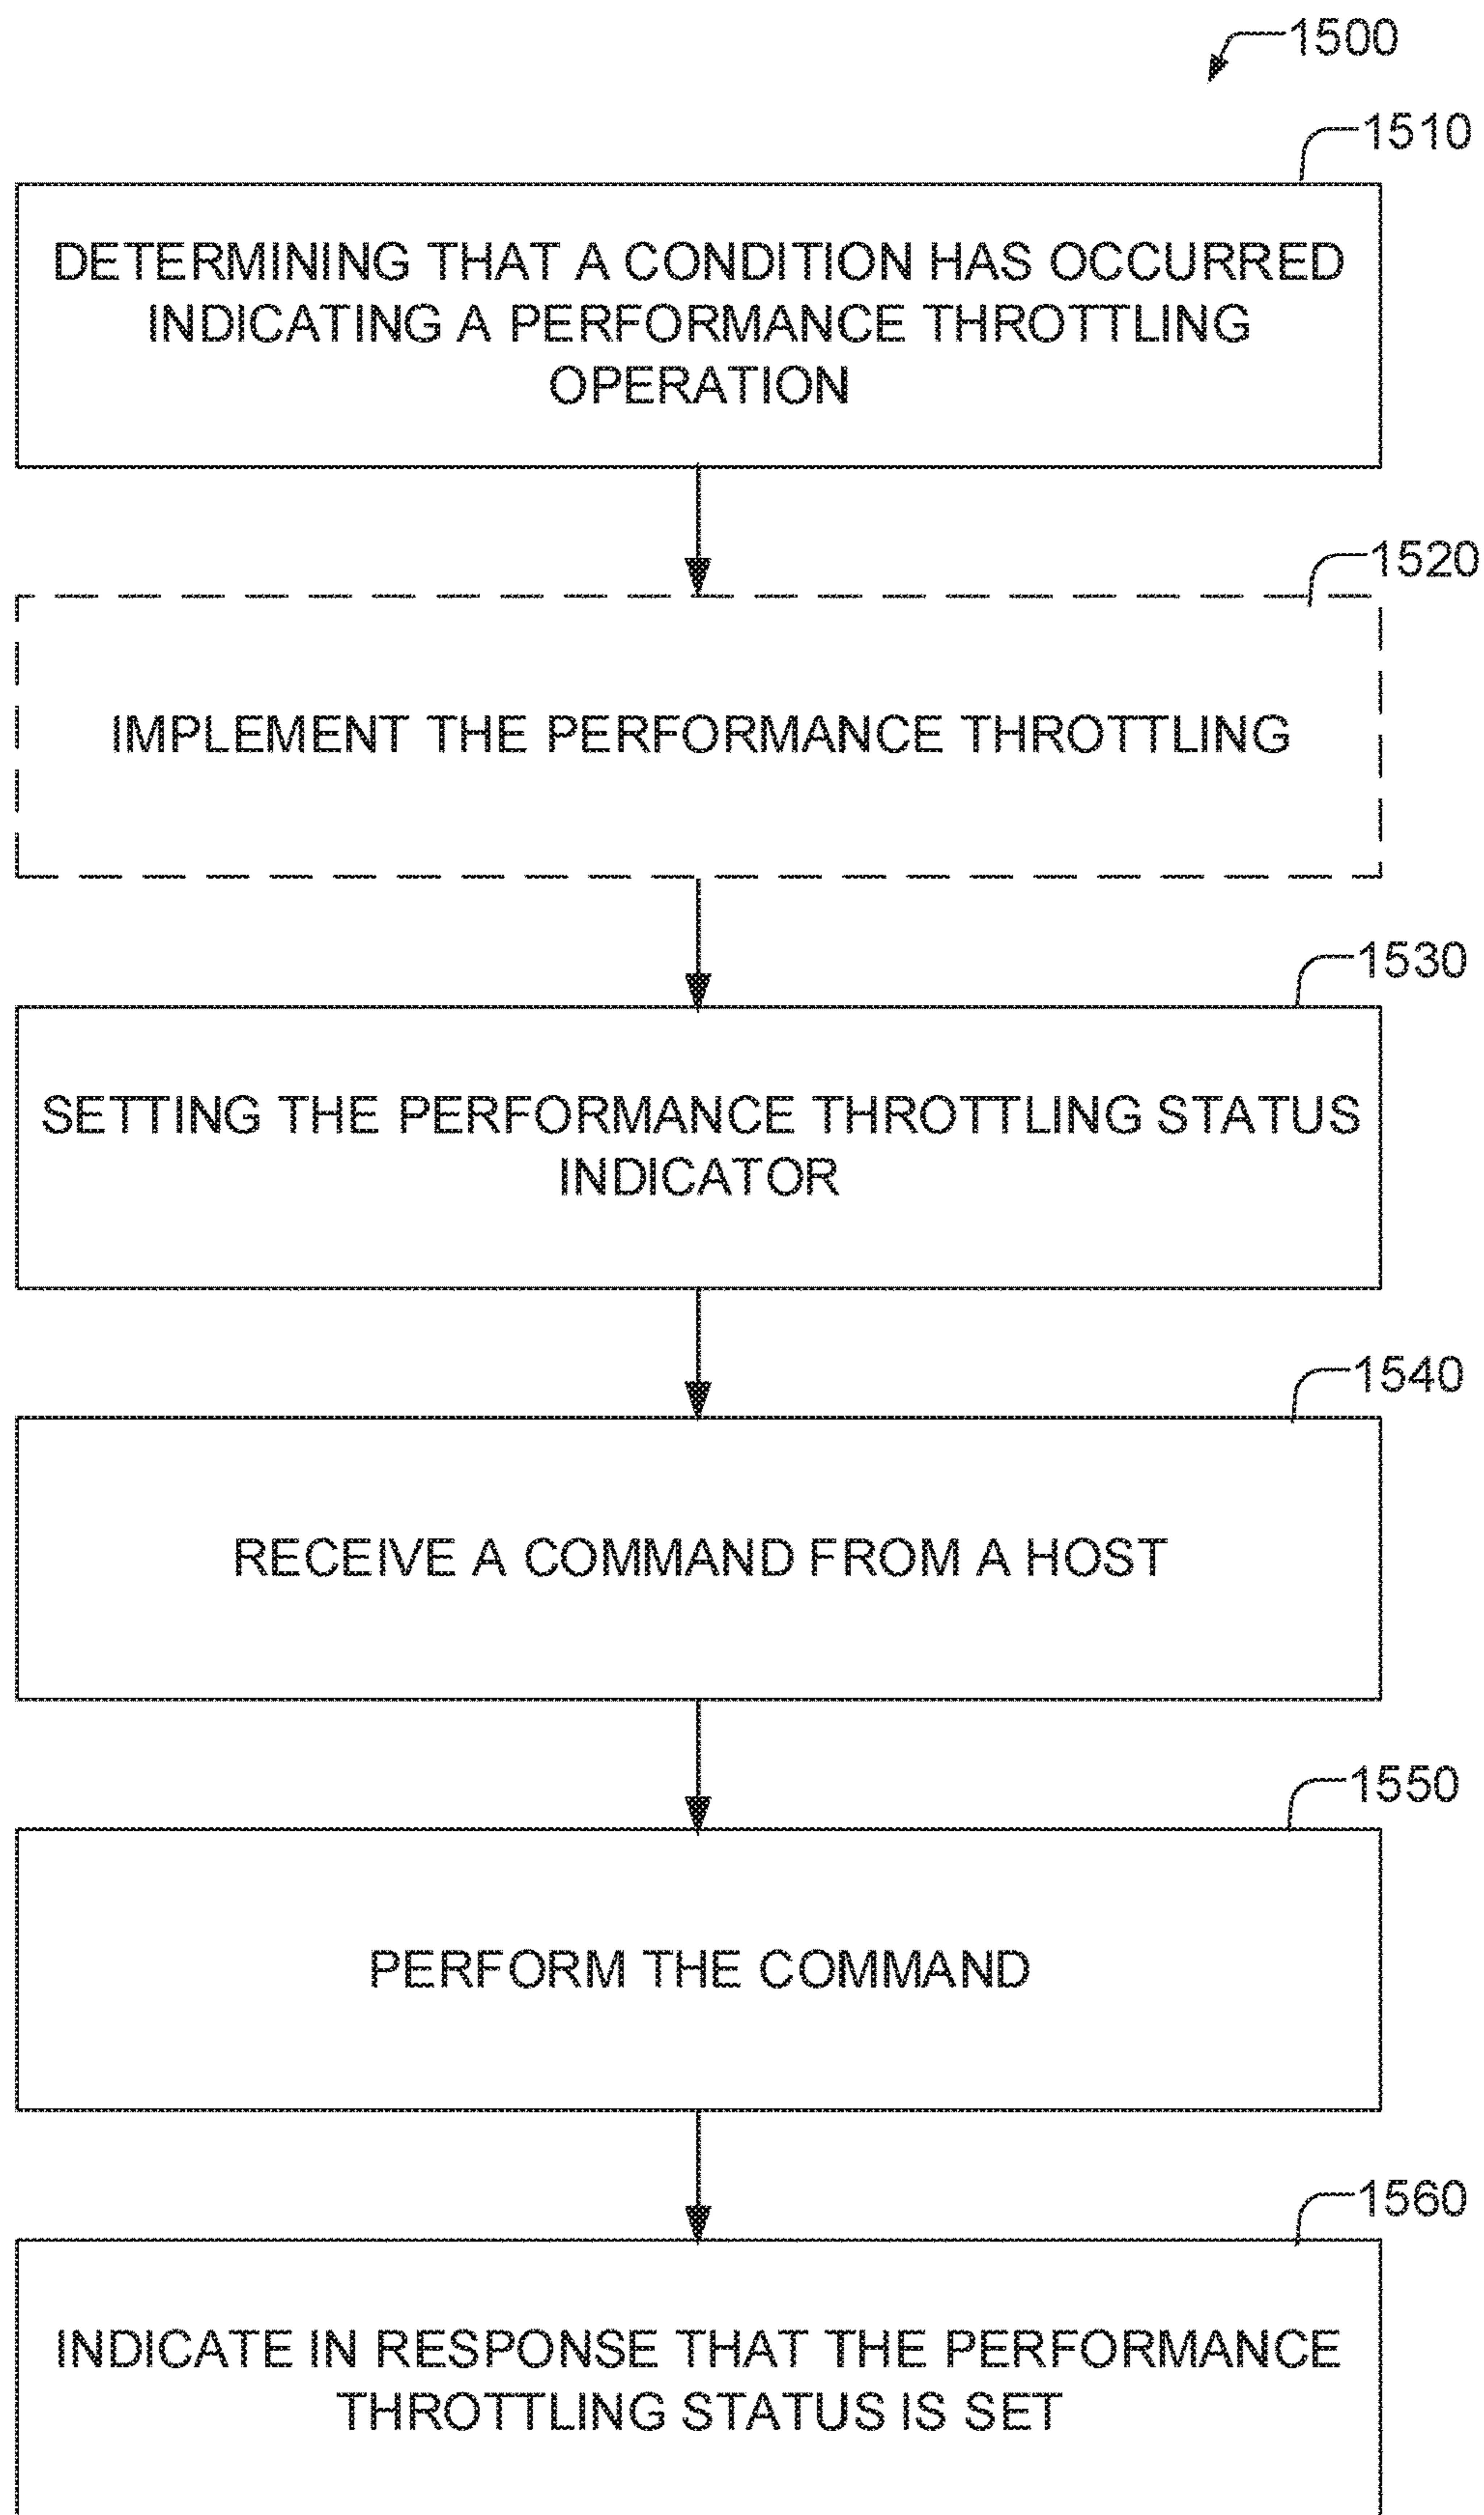 1500
1510
DETERMINING THAT A CONDITION HAS OCCURRED
INDICATING A PERFORMANCE THROTTLING
OPERATION
1520
IMPLEMENT THE PERFORMANCE THROTTLING
1530
SETTING THE PERFORMANCE THROTTLING STATUS
INDICATOR
1540
RECEIVE A COMMAND FROM A HOST
1550
PERFORM THE COMMAND
1560
INDICATE IN RESPONSE THAT THE PERFORMANCE
THROTTLING STATUS IS SET